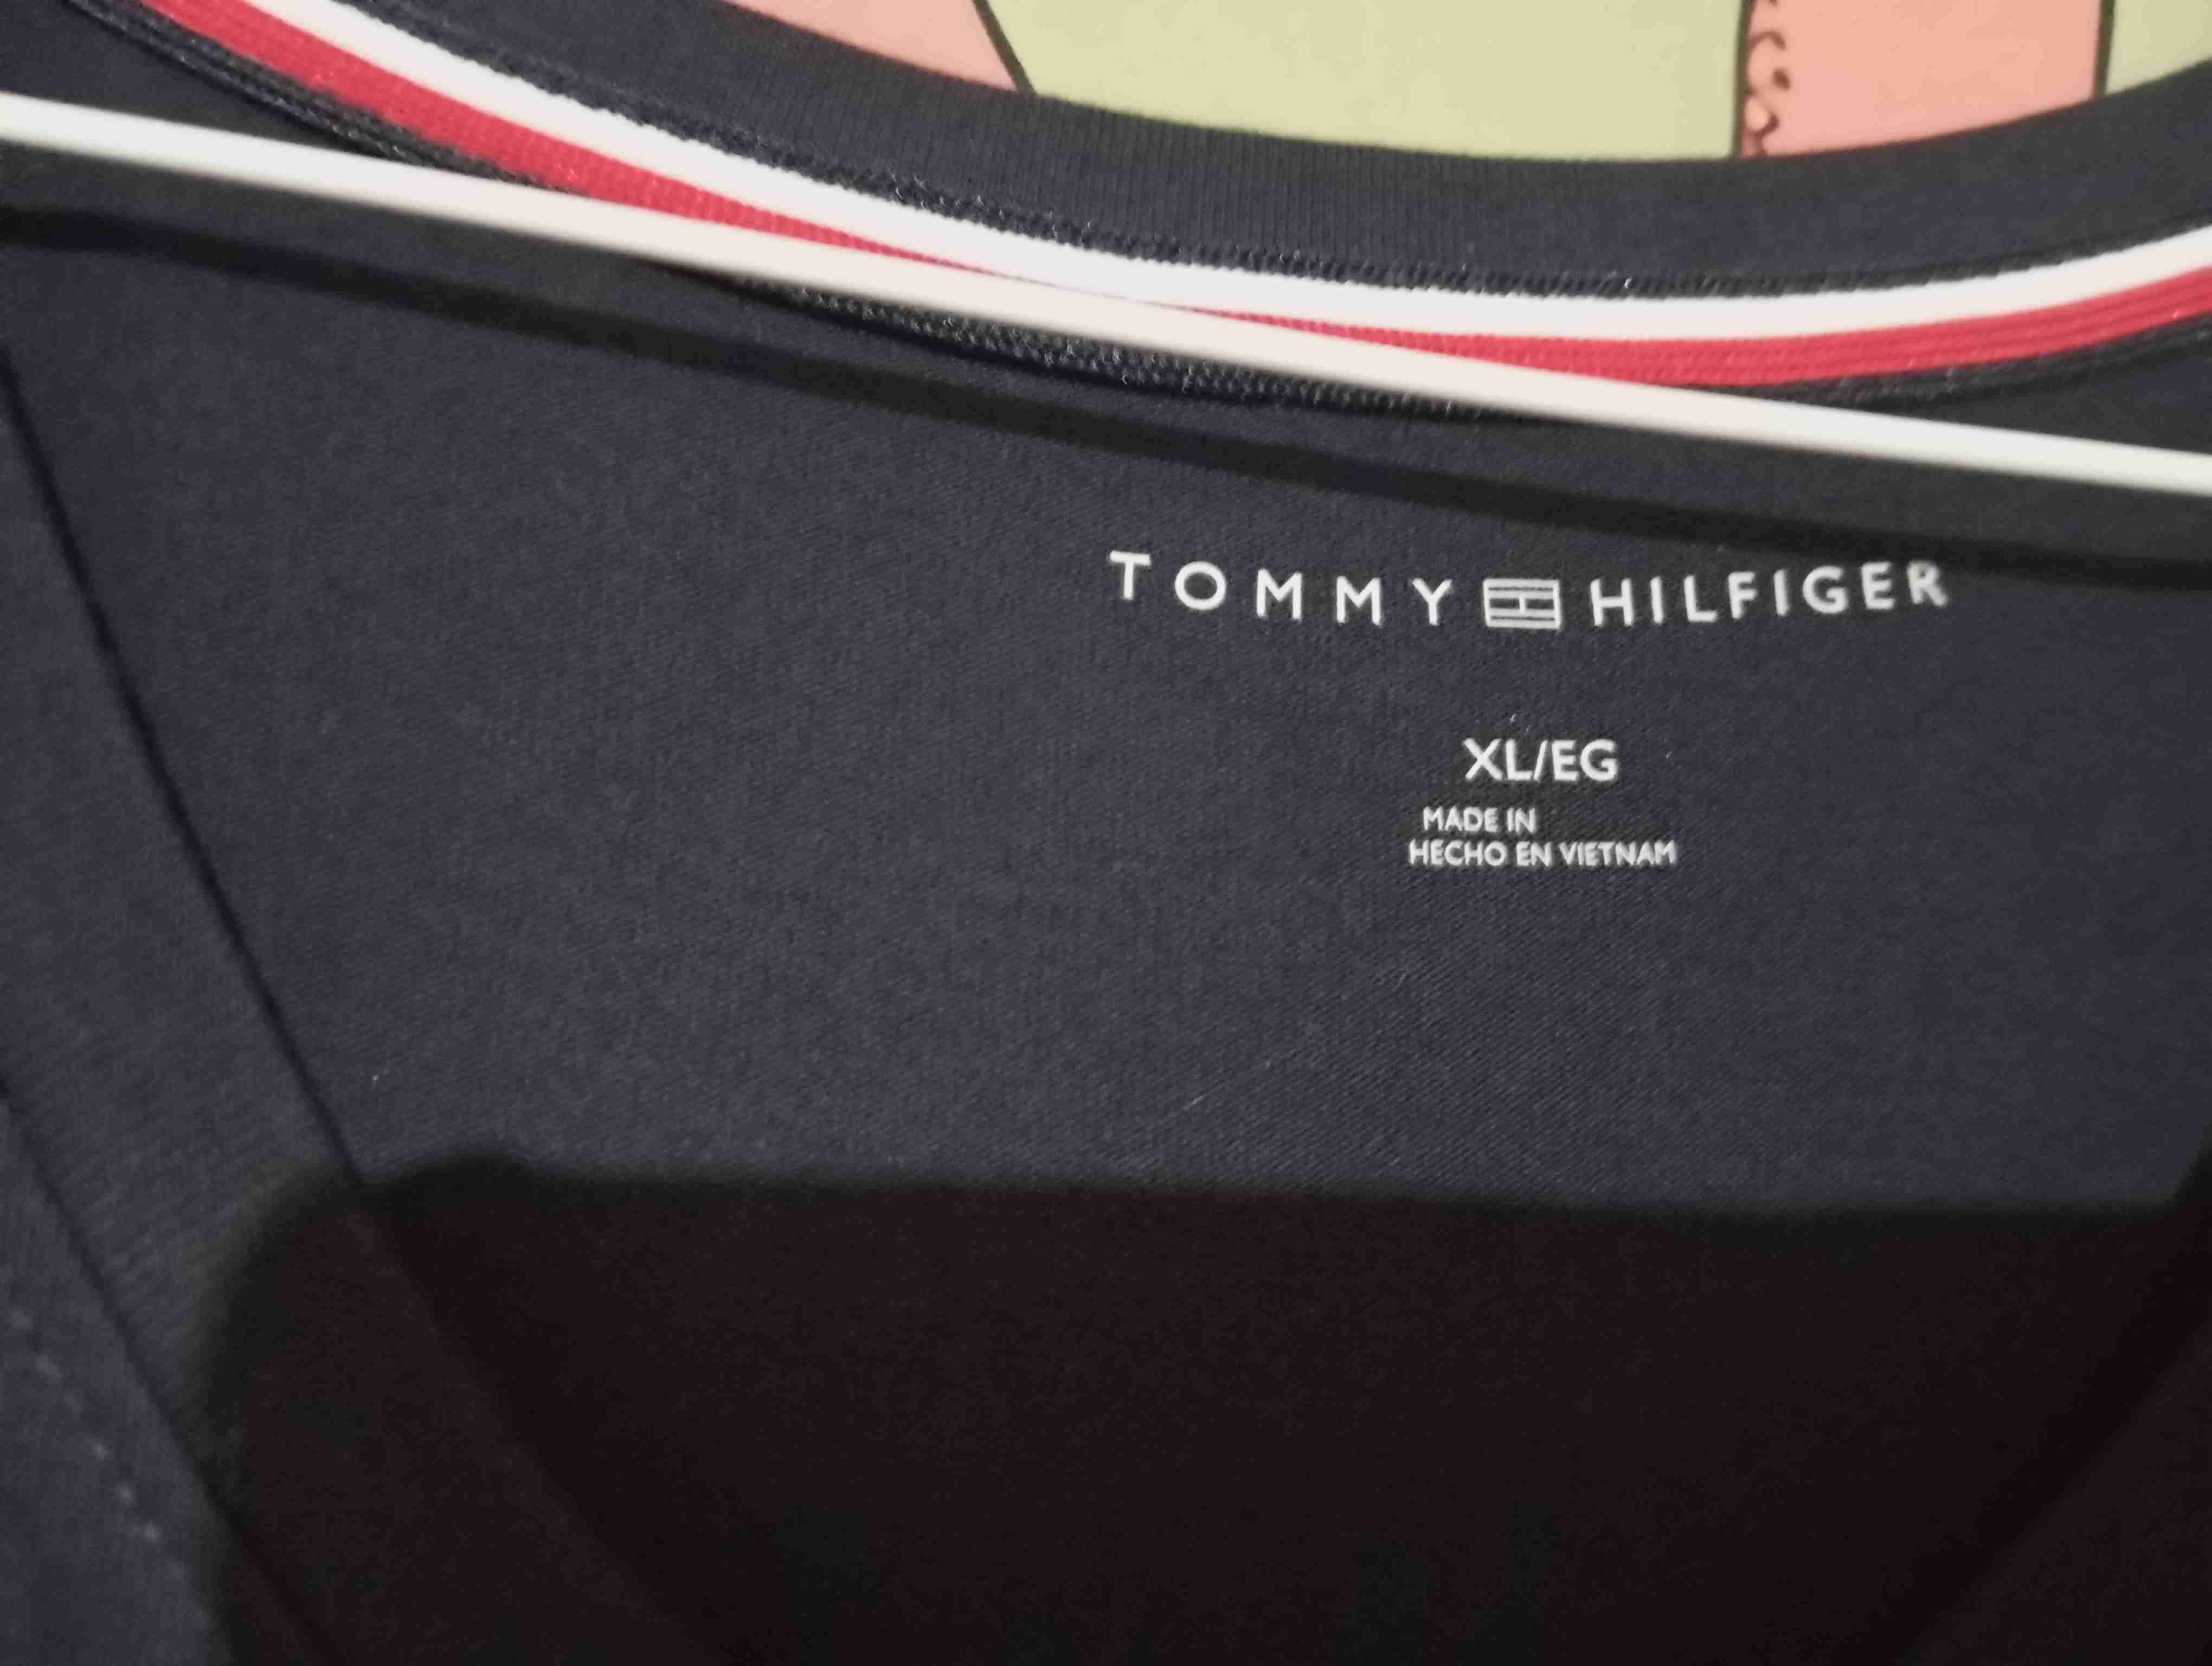 TOMMY HILFIGER
XL/EG
MADE IN
HECHO EN VIETNAM